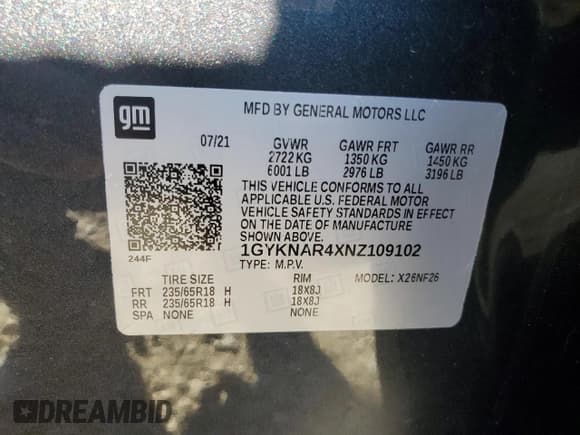 gm
MFD BY GENERAL MOTORS LLC
07/21 GVWR GAWR FRT GAWR RR
2722 KG 1350 KG 1450 KG
6001 LB 2976 LB 3196 LB
THIS VEHICLE CONFORMS TO ALL
APPLICABLE U.S. FEDERAL MOTOR
VEHICLE SAFETY STANDARDS IN EFFECT
ON THE DATE OF MANUFACTURE
SHOWN ABOVE.
1GYKNAR4XNZ109102
TYPE: M.P.V.
244F
TIRE SIZE RIM MODEL: X26NF26
FRT 235/65R18 H 18X8J
RR 235/65R18 H 18X8J
SPA NONE NONE
DREAMBID